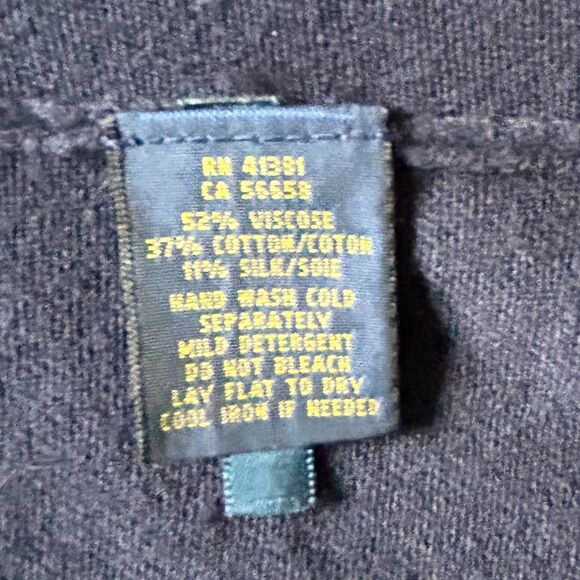 RN 41381
CA 56658
52% VISCOSE
37% COTTON/COTON
11% SILK/SOIE
HAND WASH COLD
SEPARATELY
MILD DETERGENT
DO NOT BLEACH
LAY FLAT TO DRY
COOL IRON IF NEEDED